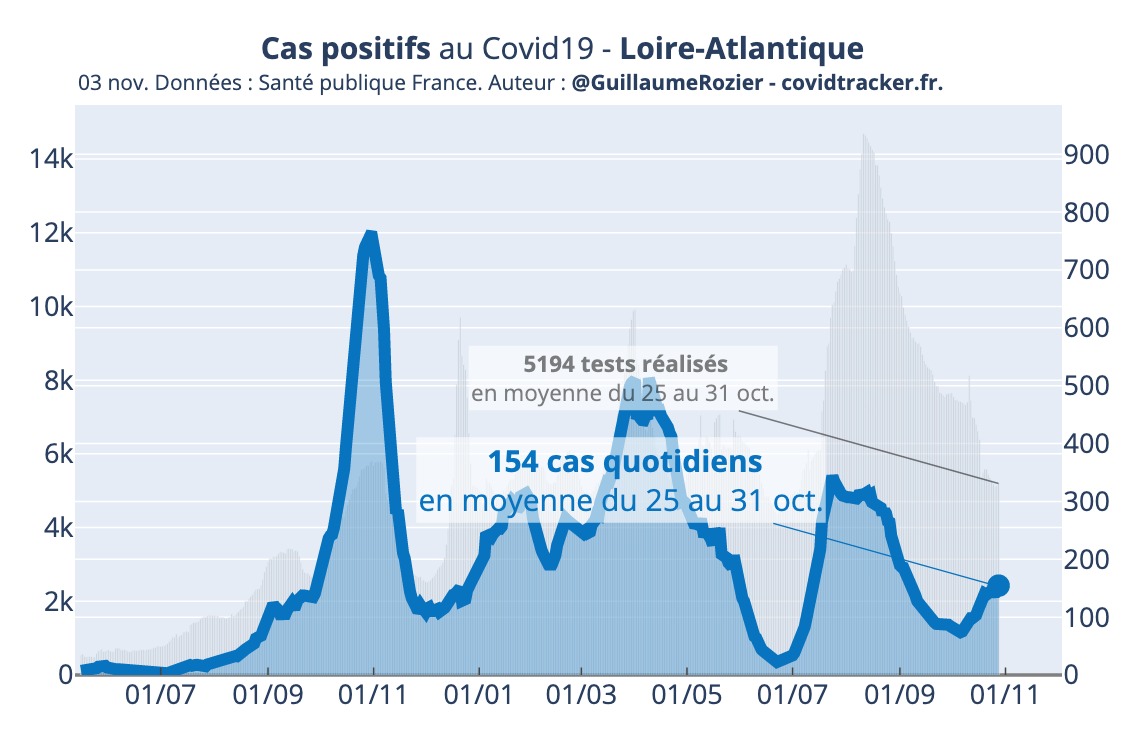 Cas positifs au Covid19 - Loire-Atlantique
03 nov. Données : Santé publique France. Auteur : @GuillaumeRozier - covidtracker.fr.
14k
12k
10k
8k
6k
4k
2k
0
900
800
700
600
500
400
300
200
100
0
5194 tests réalisés
en moyenne du 25 au 31 oct.
154 cas quotidiens
en moyenne du 25 au 31 oct.
01/07 01/09 01/11 01/01 01/03 01/05 01/07 01/09 01/11